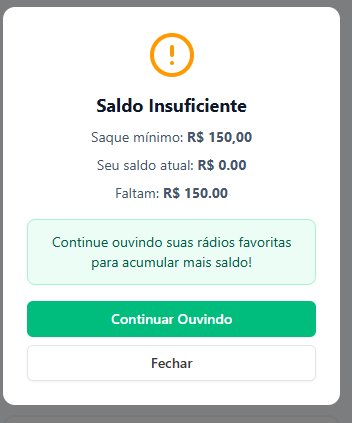 Saldo Insuficiente
Saque mínimo: R$ 150,00
Seu saldo atual: R$ 0.00
Faltam: R$ 150.00
Continue ouvindo suas rádios favoritas
para acumular mais saldo!
Continuar Ouvindo
Fechar